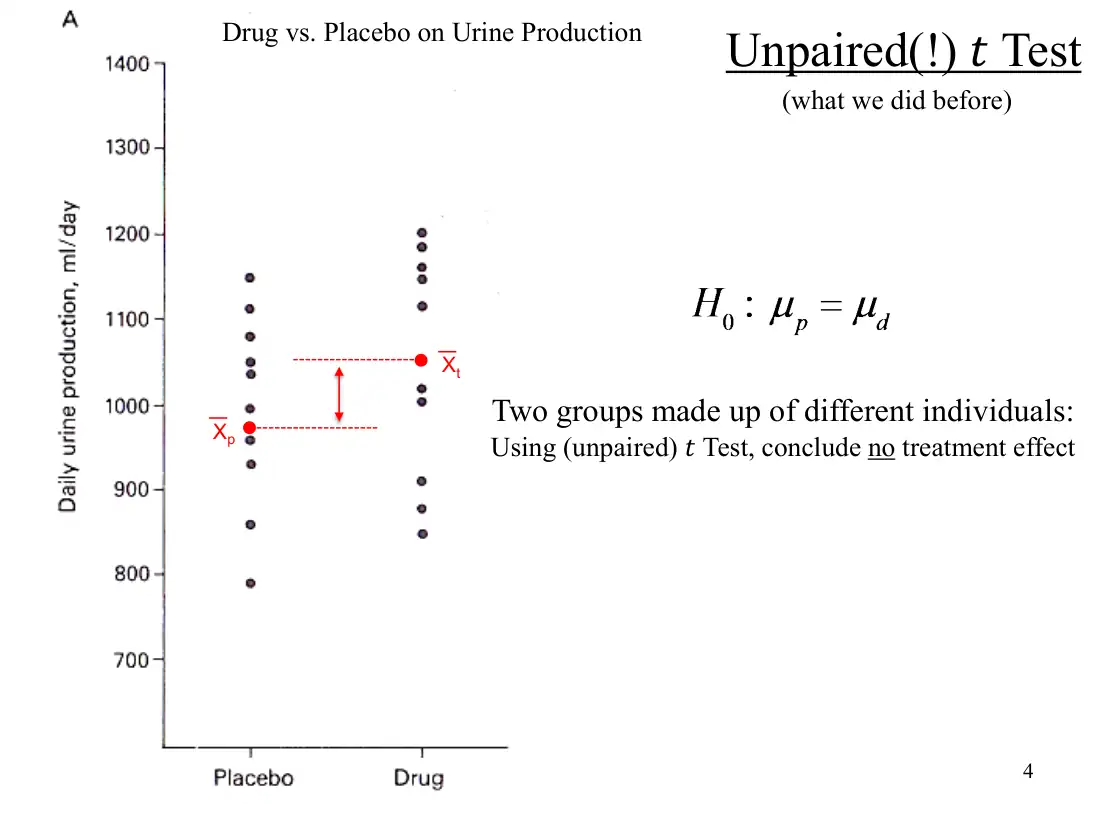 A
Drug vs. Placebo on Urine Production
Unpaired(!) t Test
(what we did before)
Daily urine production, ml/day
1400
1300
1200
1100
1000
900
800
700
X̅t
X̅p
H0 : μp = μd
Two groups made up of different individuals:
Using (unpaired) t Test, conclude no treatment effect
Placebo
Drug
4